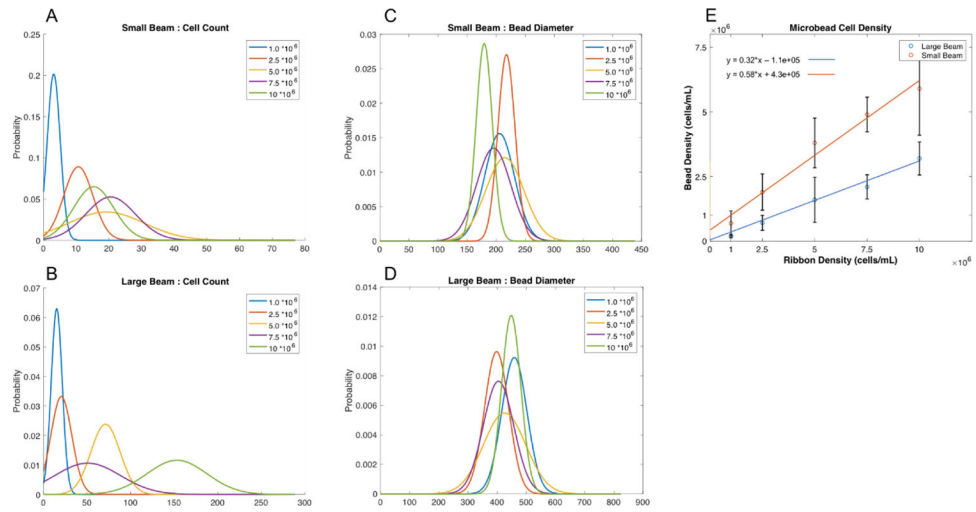 A
Small Beam : Cell Count
0.25
0.2
0.15
0.1
0.05
0
Probability
0 10 20 30 40 50 60 70 80
1.0 *10^6
2.5 *10^6
5.0 *10^6
7.5 *10^6
10 *10^6
B
Large Beam : Cell Count
0.07
0.06
0.05
0.04
0.03
0.02
0.01
0
Probability
0 50 100 150 200 250 300
1.0 *10^6
2.5 *10^6
5.0 *10^6
7.5 *10^6
10 *10^6
C
Small Beam : Bead Diameter
0.03
0.025
0.02
0.015
0.01
0.005
0
Probability
0 50 100 150 200 250 300 350 400 450
1.0 *10^6
2.5 *10^6
5.0 *10^6
7.5 *10^6
10 *10^6
D
Large Beam : Bead Diameter
0.014
0.012
0.01
0.008
0.006
0.004
0.002
0
Probability
0 100 200 300 400 500 600 700 800 900
1.0 *10^6
2.5 *10^6
5.0 *10^6
7.5 *10^6
10 *10^6
E
Microbead Cell Density
×10^6
7.5
5
2.5
1
0
Bead Density (cells/mL)
y = 0.32*x − 1.1e+05
y = 0.58*x + 4.3e+05
Large Beam
Small Beam
0 1 2.5 5 7.5 10
Ribbon Density (cells/mL)
×10^6